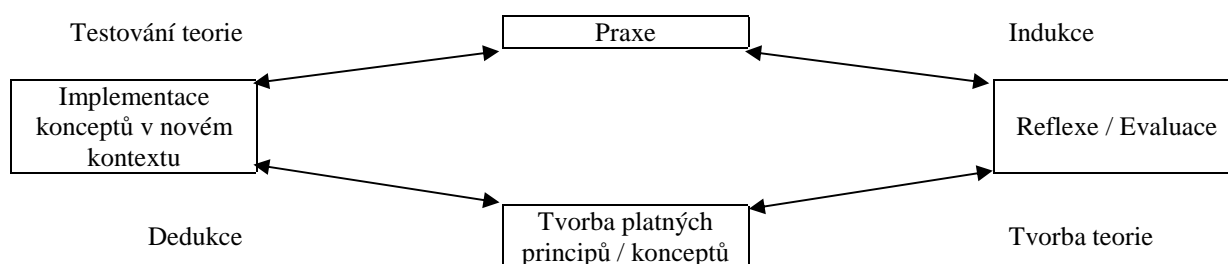 Testování teorie
Praxe
Indukce
Implementace
konceptů v novém
kontextu
Reflexe / Evaluace
Dedukce
Tvorba platných
principů / konceptů
Tvorba teorie